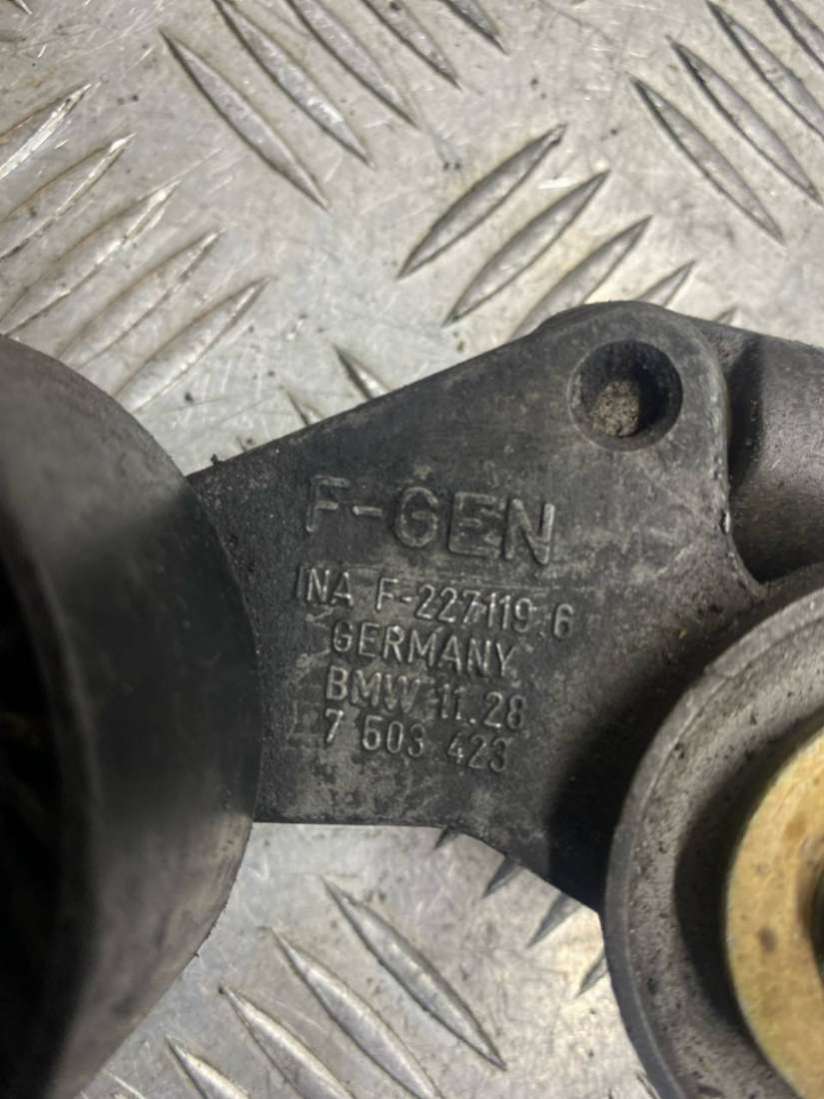 F-GEN
INA F-227119.6
GERMANY
BMW 11.28
7 503 423